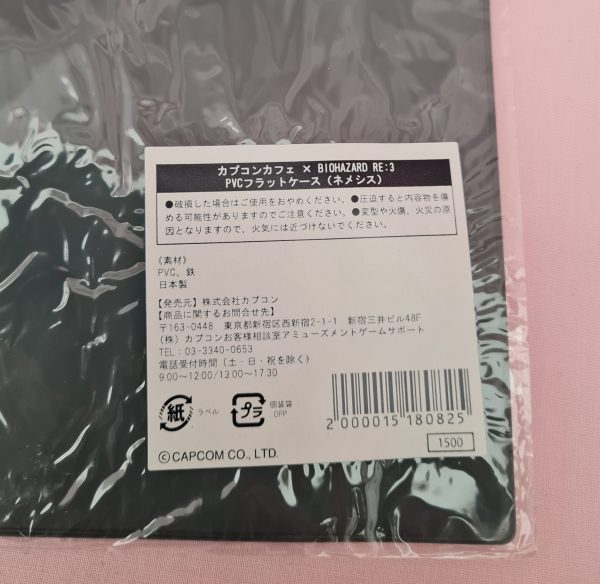 カプコンカフェ × BIOHAZARD RE:3
PVCフラットケース（ネメシス）
●破損した場合はご使用をおやめください。●圧迫すると内容物を傷
める可能性がありますのでご注意ください。●変型や火傷、火災の原
因となりますので、火気には近づけないでください。
《素材》
PVC、鉄
日本製
【発売元】株式会社カプコン
【商品に関するお問合せ先】
〒163-0448 東京都新宿区西新宿2-1-1 新宿三井ビル48F
（株）カプコンお客様相談室アミューズメントゲームサポート
TEL：03-3340-0653
電話受付時間（土・日・祝を除く）
9:00~12:00/13:00~17:30
紙 ラベル
プラ 個装袋
OPP
2 000015 180825
1500
©CAPCOM CO., LTD.